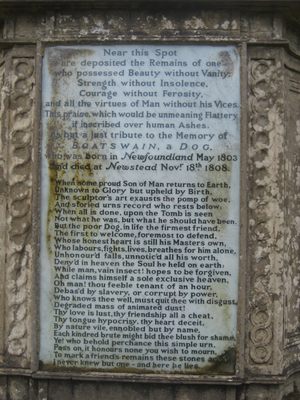 Near this Spot
are deposited the Remains of one
who possessed Beauty without Vanity,
Strength without Insolence,
Courage without Ferosity,
and all the virtues of Man without his Vices.
This praise, which would be unmeaning Flattery
if inscribed over human Ashes,
is but a just tribute to the Memory of
BOATSWAIN, a DOG,
who was born in Newfoundland May 1803
and died at Newstead Novr. 18th 1808.
When some proud Son of Man returns to Earth,
Unknown to Glory but upheld by Birth,
The sculptor's art exausts the pomp of woe,
And storied urns record who rests below:
When all is done, upon the Tomb is seen
Not what he was, but what he should have been.
But the poor Dog, in life the firmest friend,
The first to welcome, foremost to defend,
Whose honest heart is still his Masters own,
Who labours, fights, lives, breathes for him alone,
Unhonour'd falls, unnotic'd all his worth,
Deny'd in heaven the Soul he held on earth:
While man, vain insect! hopes to be forgiven,
And claims himself a sole exclusive heaven.
Oh man! thou feeble tenant of an hour,
Debas'd by slavery, or corrupt by power,
Who knows thee well, must quit thee with disgust,
Degraded mass of animated dust!
Thy love is lust, thy friendship all a cheat,
Thy tongue hypocrisy, thy heart deceit,
By nature vile, ennobled but by name,
Each kindred brute might bid thee blush for shame.
Ye! who behold perchance this simple urn,
Pass on, it honours none you wish to mourn,
To mark a friend's remains these stones arise
I never knew but one - and here he lies.